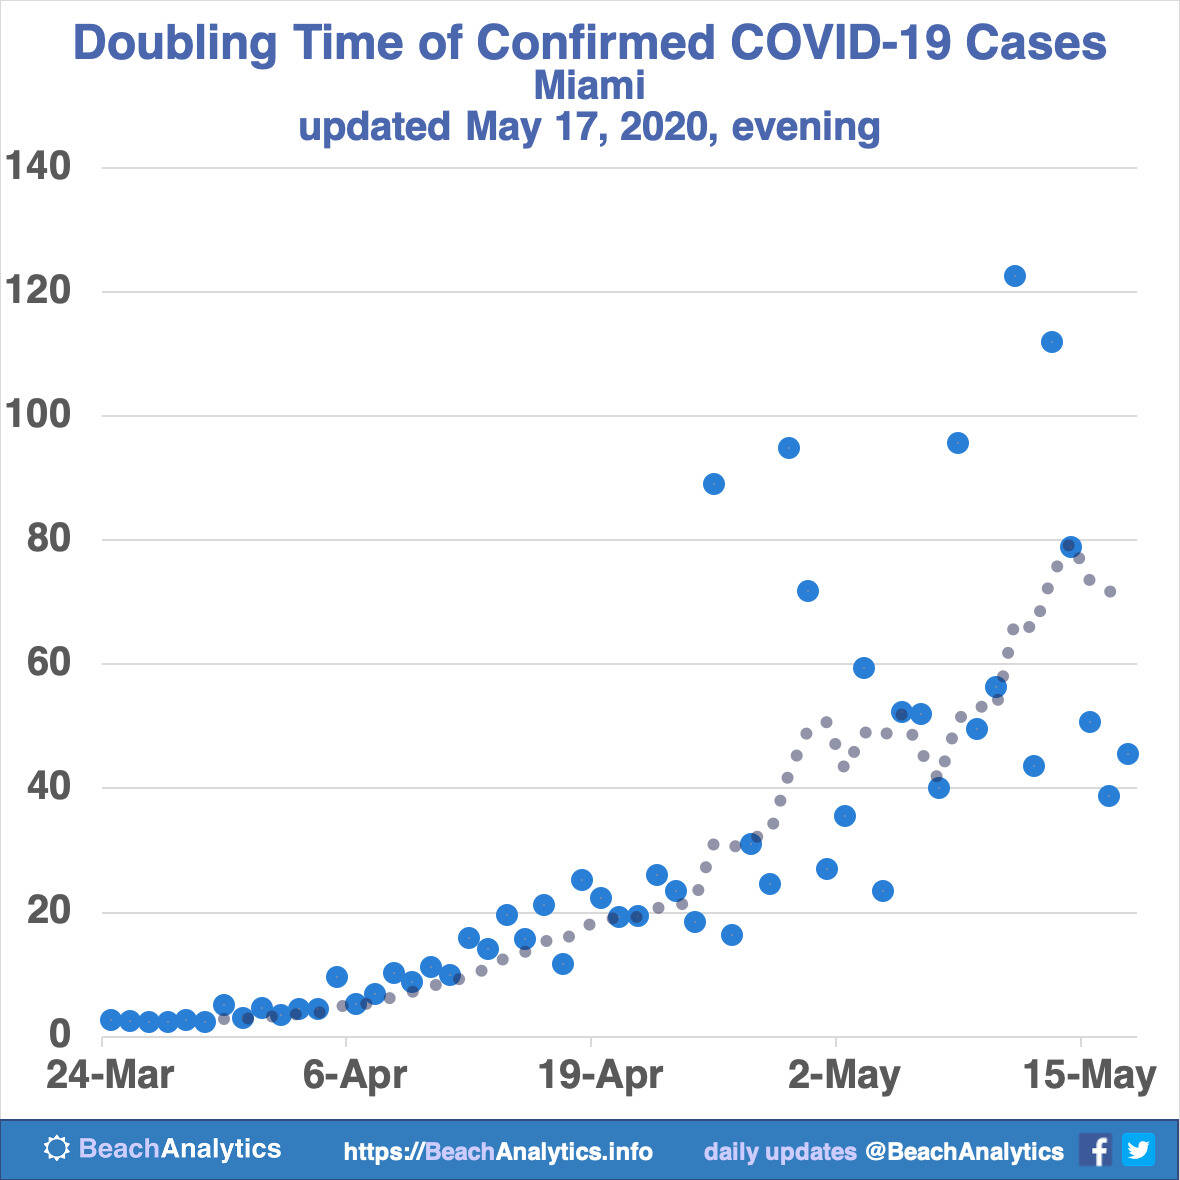 Doubling Time of Confirmed COVID-19 Cases
Miami
updated May 17, 2020, evening
140
120
100
80
60
40
20
0
24-Mar 6-Apr 19-Apr 2-May 15-May
BeachAnalytics https://BeachAnalytics.info daily updates @BeachAnalytics f